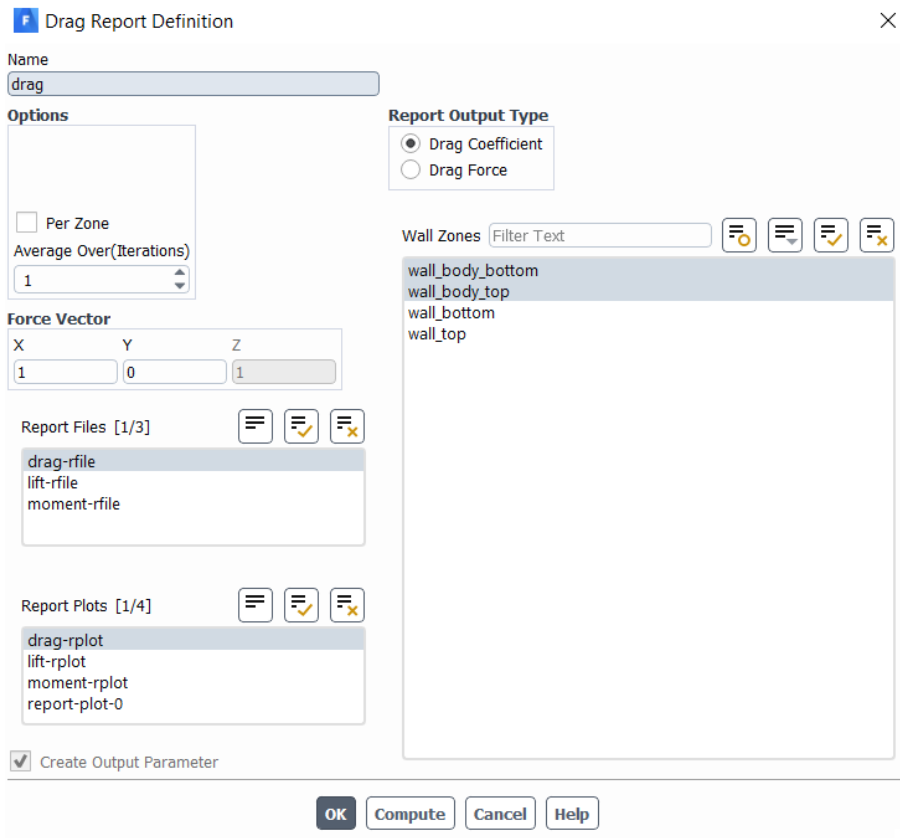 F Drag Report Definition
Name
drag
Options
Per Zone
Average Over(Iterations)
1
Force Vector
X Y Z
1 0 1
Report Files [1/3]
drag-rfile
lift-rfile
moment-rfile
Report Plots [1/4]
drag-rplot
lift-rplot
moment-rplot
report-plot-0
Create Output Parameter
Report Output Type
Drag Coefficient
Drag Force
Wall Zones Filter Text
wall_body_bottom
wall_body_top
wall_bottom
wall_top
OK Compute Cancel Help